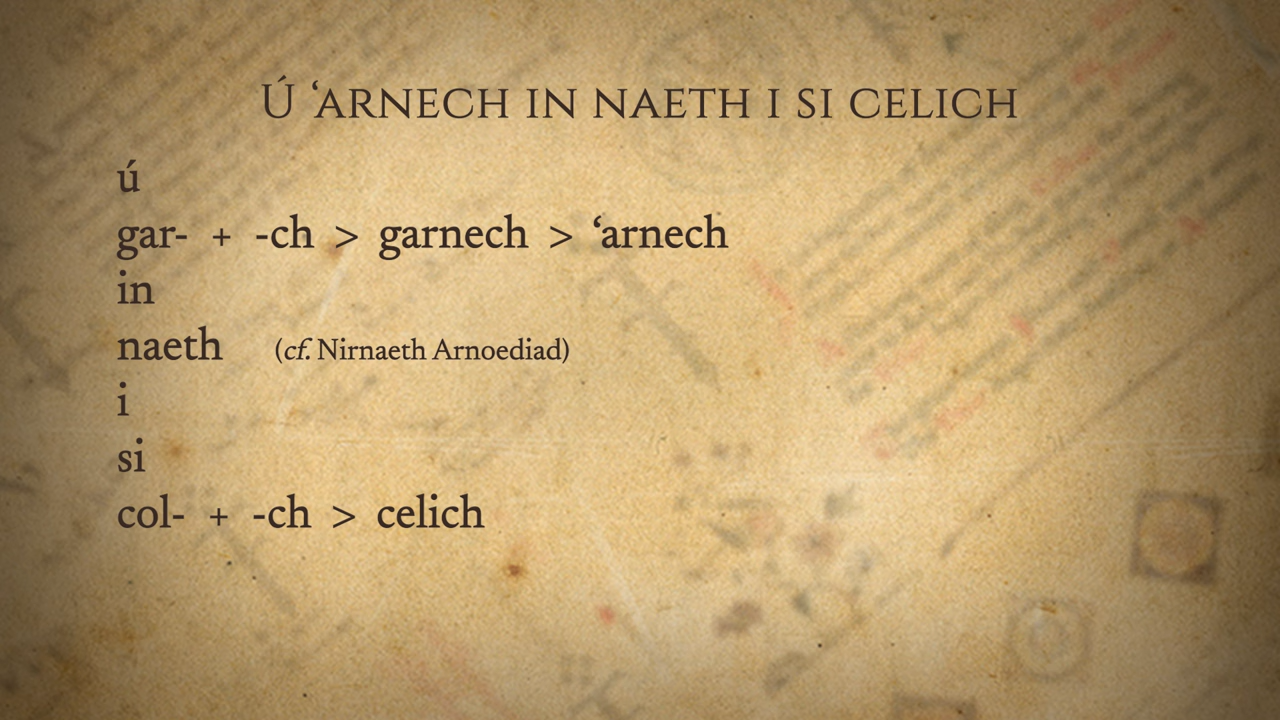 Ú ‘ARNECH IN NAETH I SI CELICH
ú
gar- + -ch > garnech > ‘arnech
in
naeth (cf. Nirnaeth Arnoediad)
i
si
col- + -ch > celich